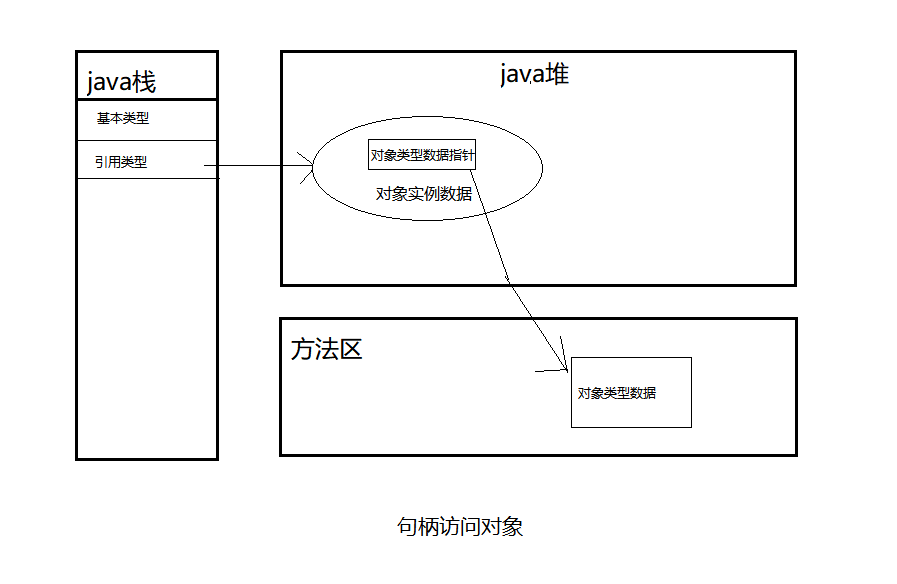 java栈
基本类型
引用类型
java堆
对象类型数据指针
对象实例数据
方法区
对象类型数据
句柄访问对象